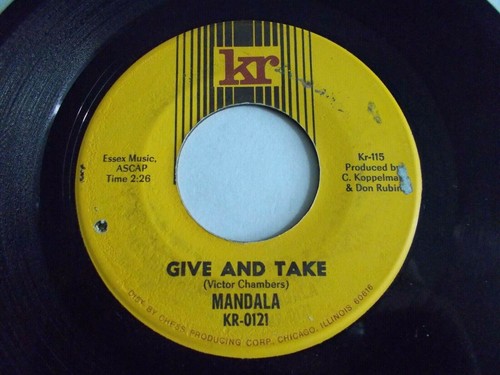 kr
Essex Music,
ASCAP
Time 2:26
Kr-115
Produced by
C. Koppelman
& Don Rubin
GIVE AND TAKE
(Victor Chambers)
MANDALA
KR-0121
DIST. BY CHESS PRODUCING CORP. CHICAGO, ILLINOIS 60616